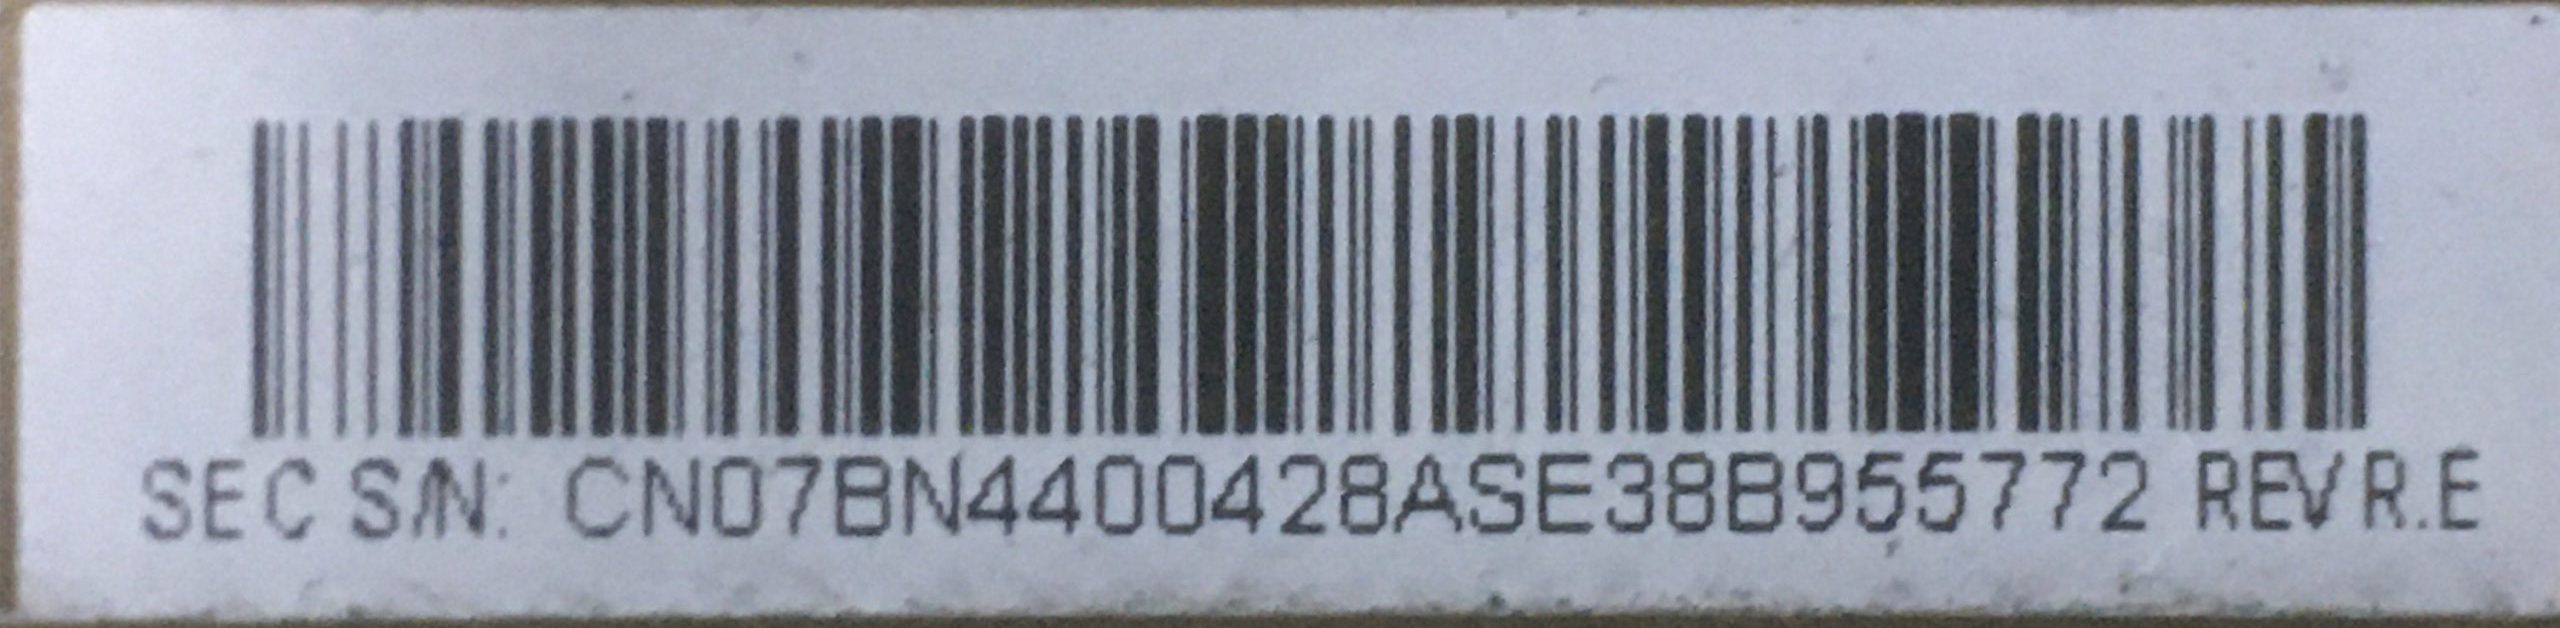 SEC S/N: CN07BN4400428ASE38B955772 REV R.E